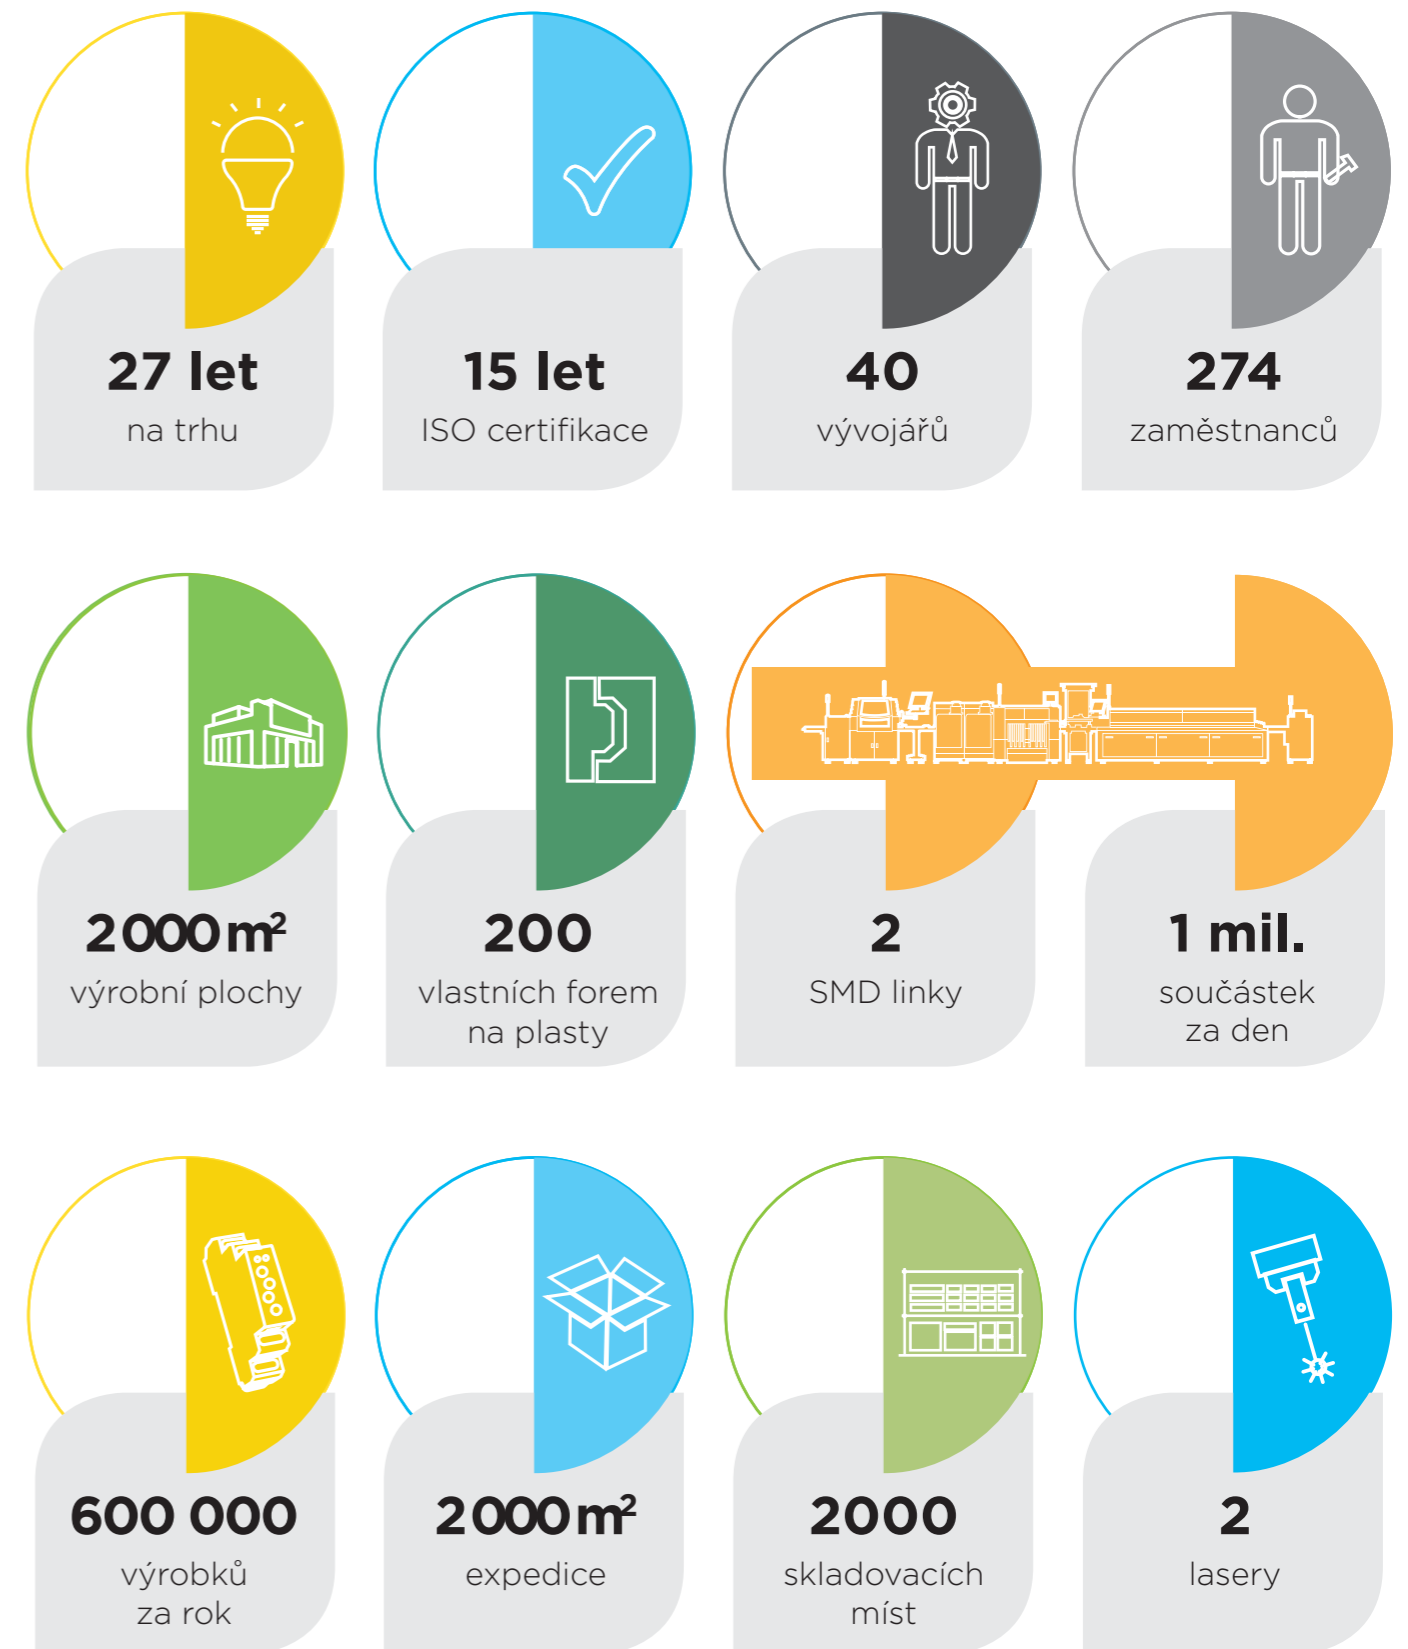 27 let
na trhu
15 let
ISO certifikace
40
vývojářů
274
zaměstnanců
2000 m²
výrobní plochy
200
vlastních forem
na plasty
2
SMD linky
1 mil.
součástek
za den
600 000
výrobků
za rok
2000 m²
expedice
2000
skladovacích
míst
2
lasery